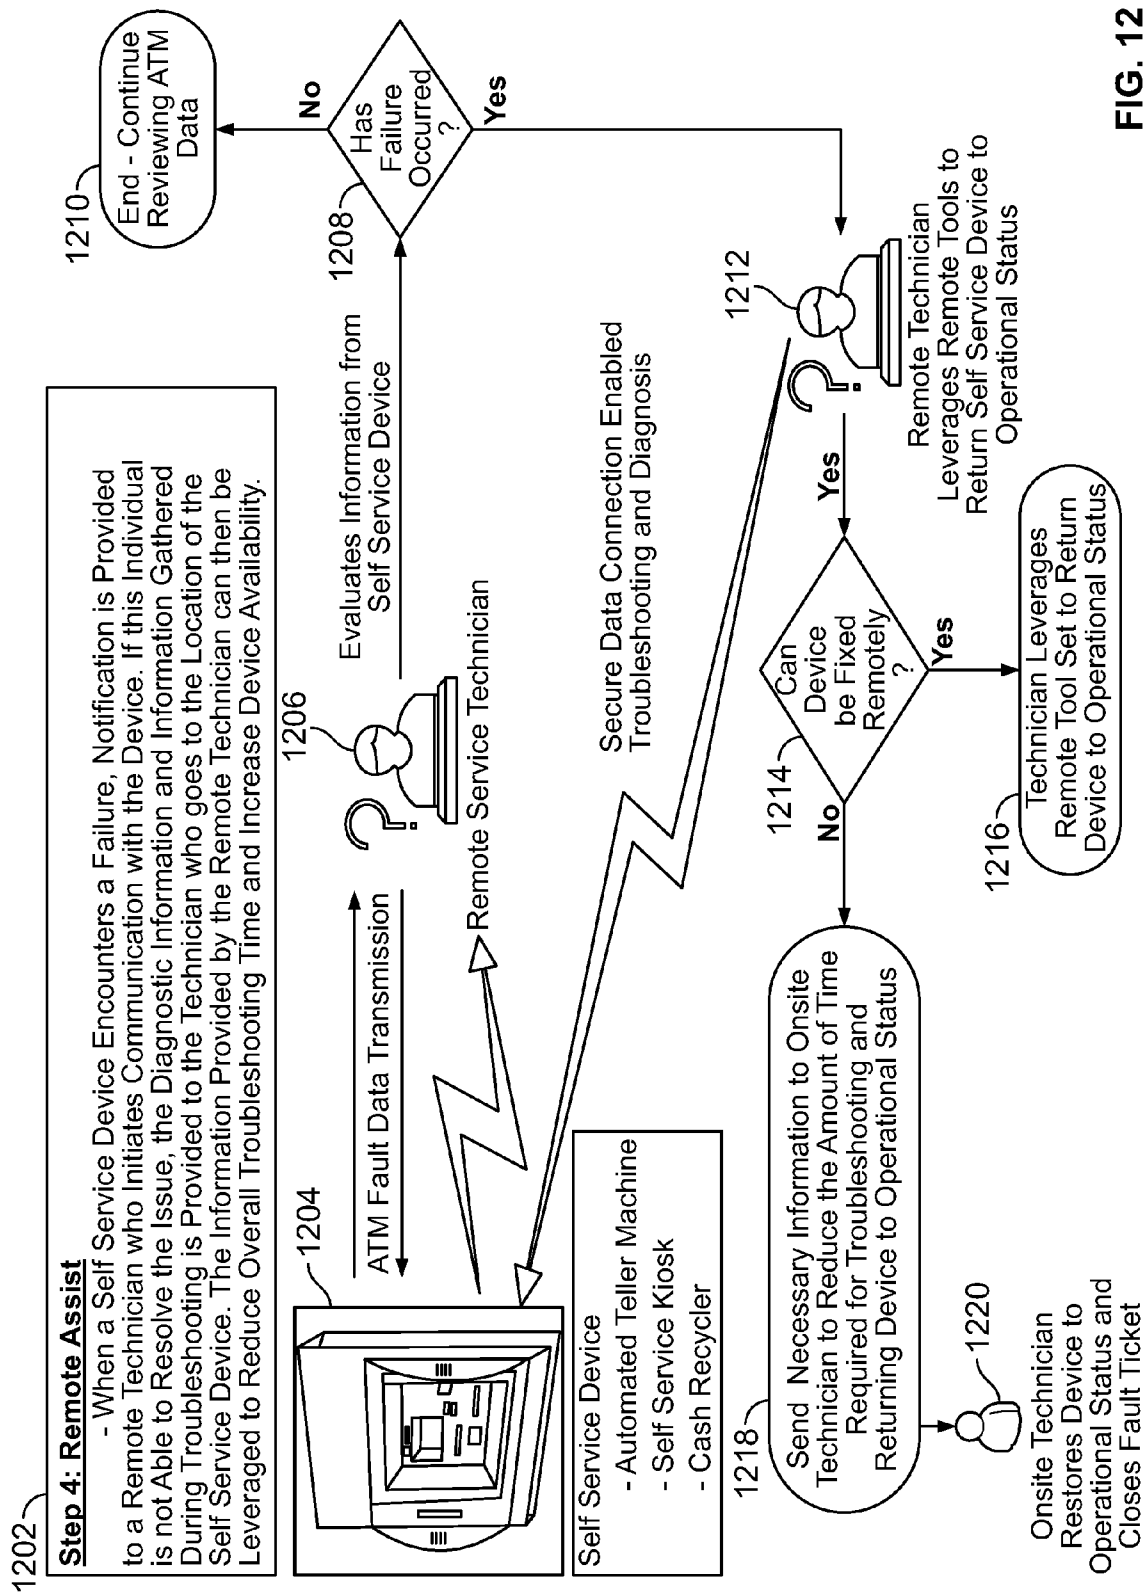 1202
Step 4: Remote Assist
- When a Self Service Device Encounters a Failure, Notification is Provided
to a Remote Technician who Initiates Communication with the Device. If this Individual
is not Able to Resolve the Issue, the Diagnostic Information and Information Gathered
During Troubleshooting is Provided to the Technician who goes to the Location of the
Self Service Device. The Information Provided by the Remote Technician can then be
Leveraged to Reduce Overall Troubleshooting Time and Increase Device Availability.
1204
ATM Fault Data Transmission
1206
Remote Service Technician
Evaluates Information from
Self Service Device
1208
Has
Failure
Occurred
?
No
Yes
1210
End - Continue
Reviewing ATM
Data
Self Service Device
- Automated Teller Machine
- Self Service Kiosk
- Cash Recycler
Secure Data Connection Enabled
Troubleshooting and Diagnosis
1212
Remote Technician
Leverages Remote Tools to
Return Self Service Device to
Operational Status
Yes
1214
Can
Device
be Fixed
Remotely
?
No
Yes
1216
Technician Leverages
Remote Tool Set to Return
Device to Operational Status
1218
Send Necessary Information to Onsite
Technician to Reduce the Amount of Time
Required for Troubleshooting and
Returning Device to Operational Status
1220
Onsite Technician
Restores Device to
Operational Status and
Closes Fault Ticket
FIG. 12